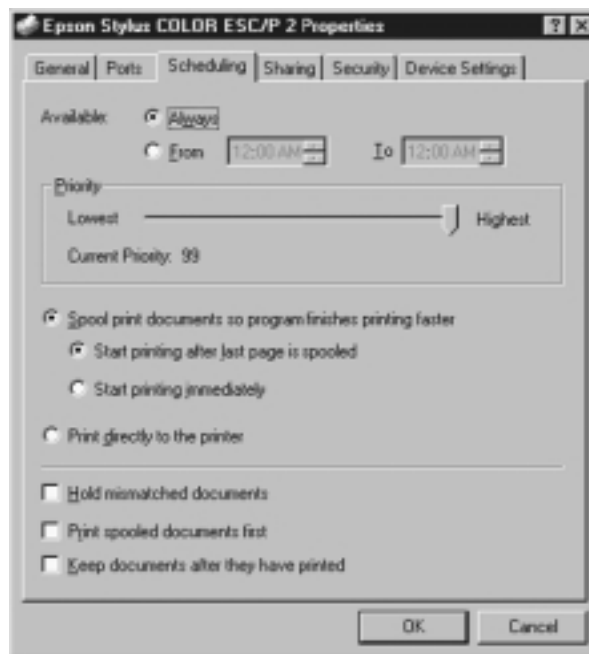 Epson Stylus COLOR ESC/P 2 Properties
General Ports Scheduling Sharing Security Device Settings
Available: Always
From 12:00 AM To 12:00 AM
Priority
Lowest Highest
Current Priority: 99
Spool print documents so program finishes printing faster
Start printing after last page is spooled
Start printing immediately
Print directly to the printer
Hold mismatched documents
Print spooled documents first
Keep documents after they have printed
OK Cancel